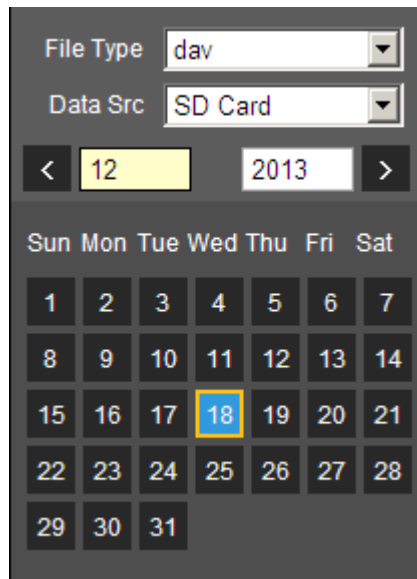 File Type dav
Data Src SD Card
< 12 2013 >
Sun Mon Tue Wed Thu Fri Sat
1 2 3 4 5 6 7
8 9 10 11 12 13 14
15 16 17 18 19 20 21
22 23 24 25 26 27 28
29 30 31